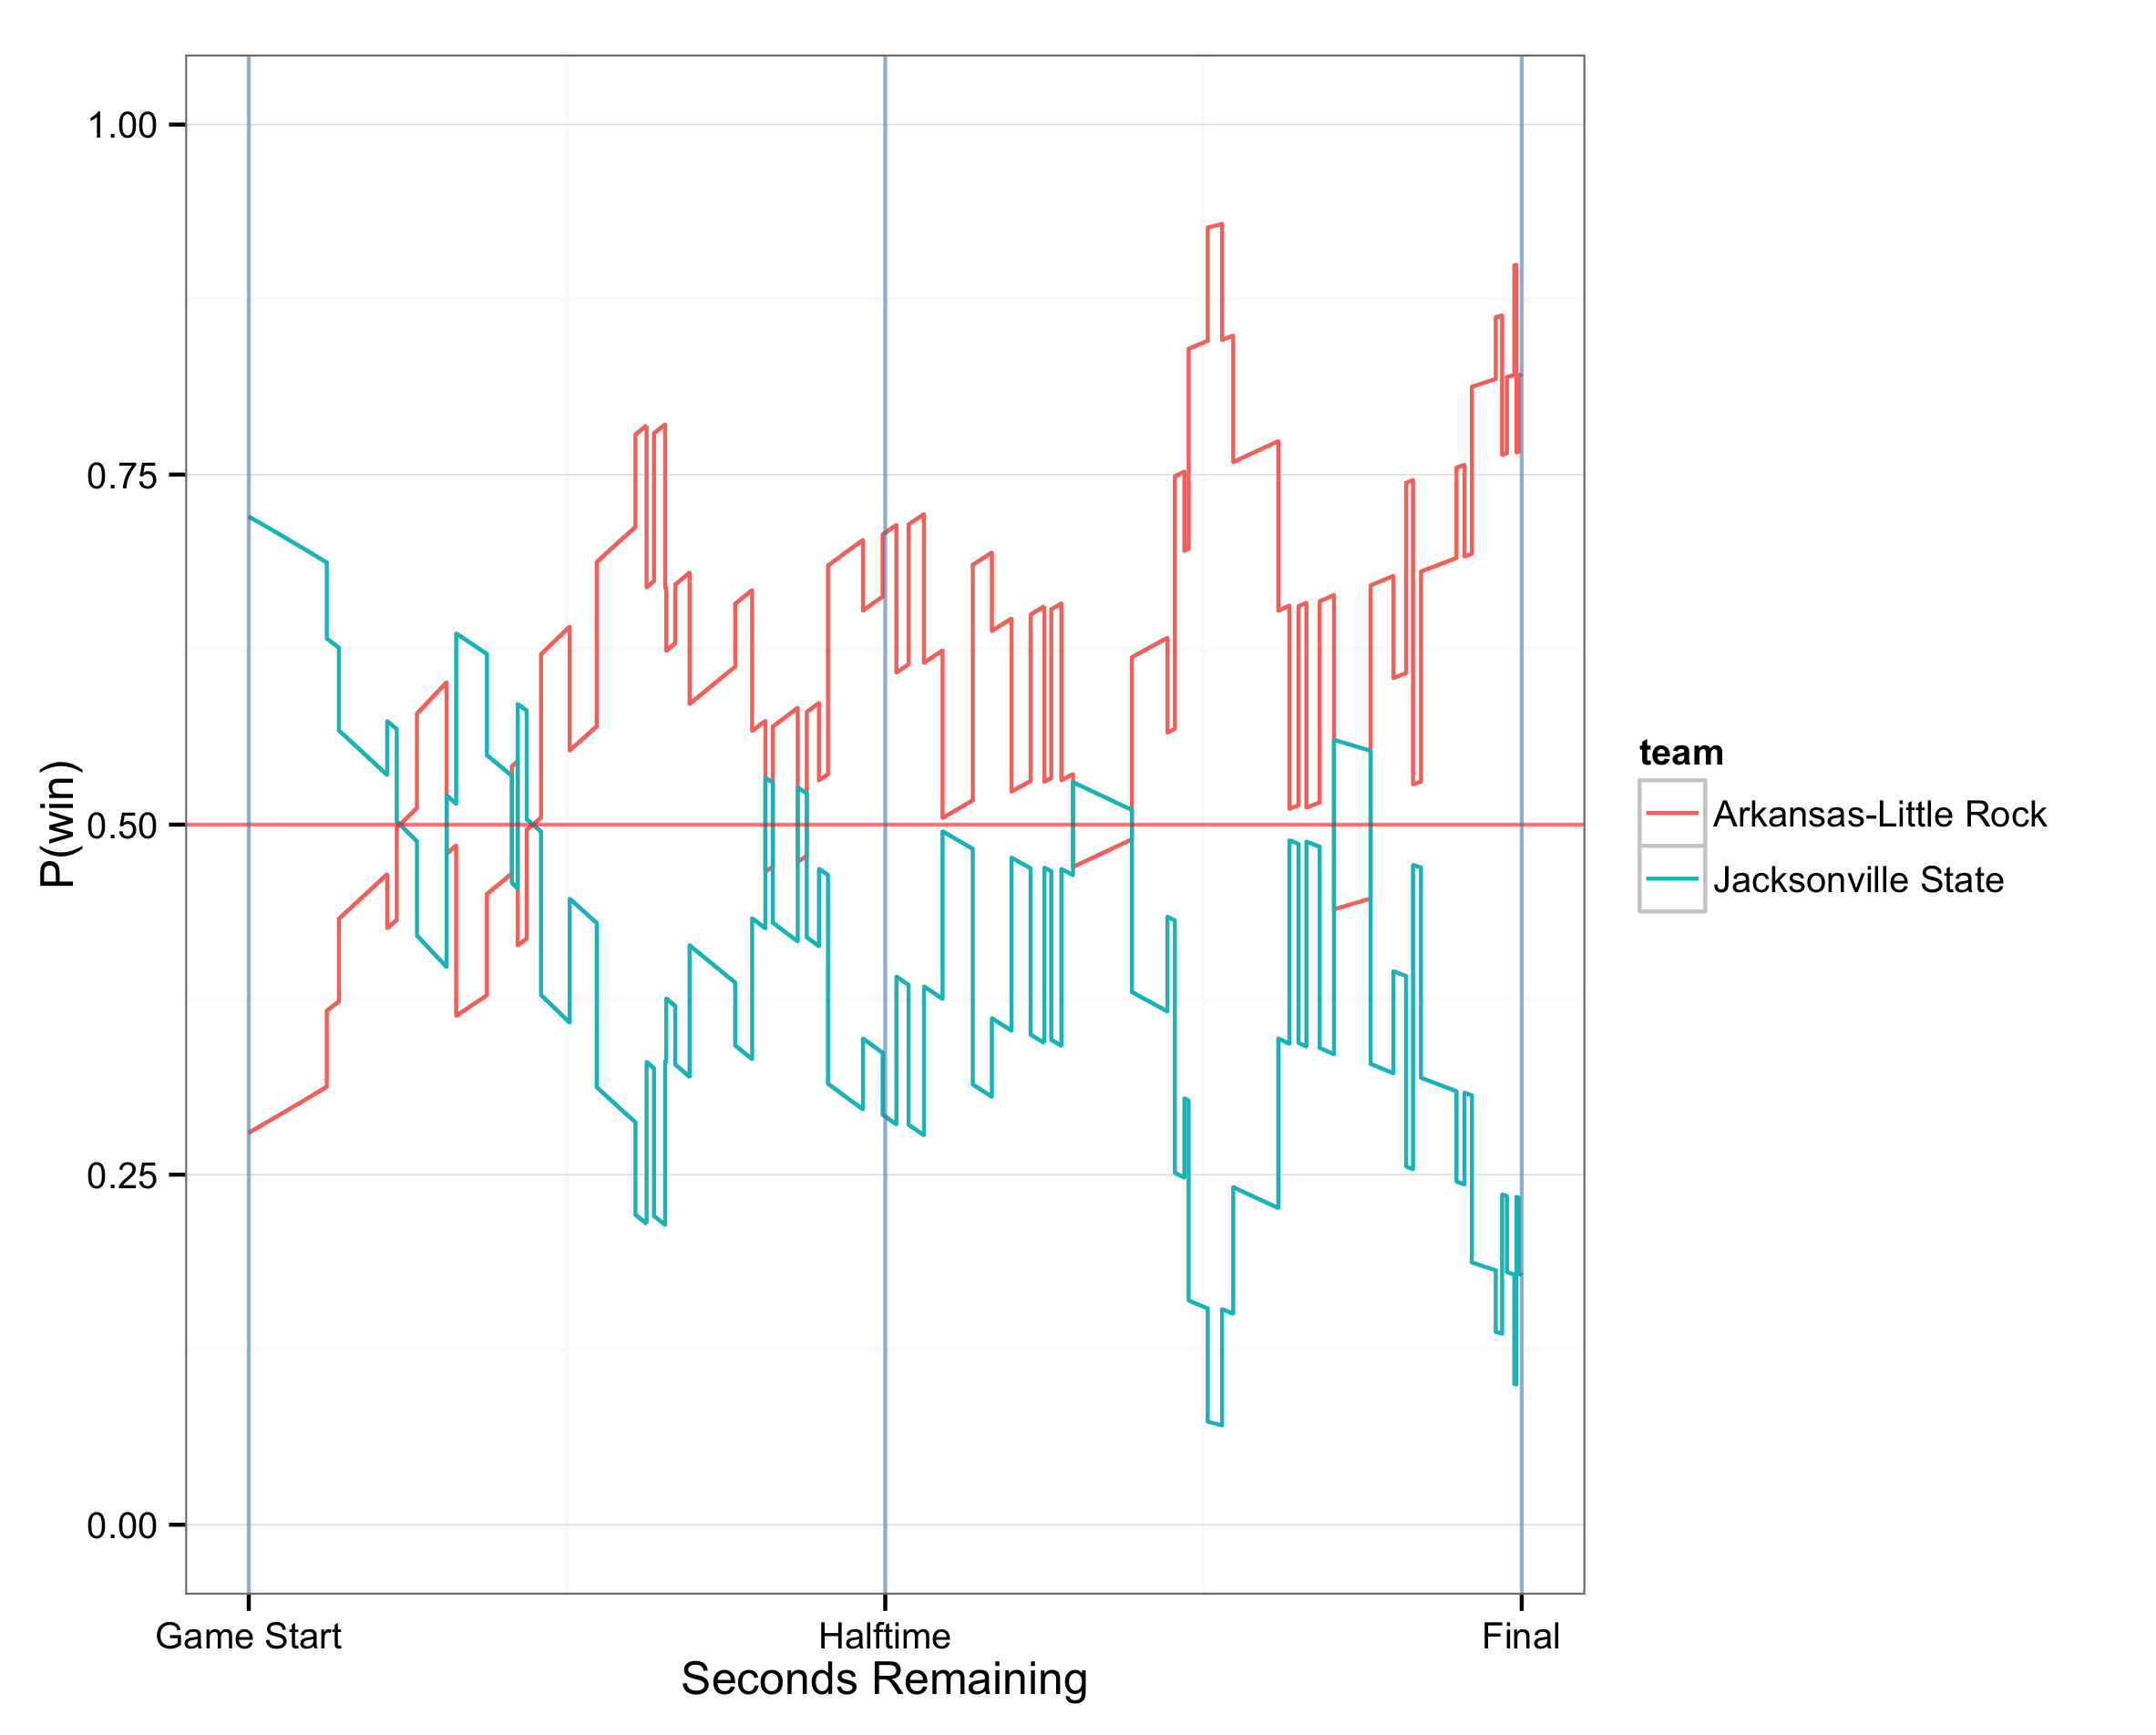 1.00
0.75
0.50
0.25
0.00
P(win)
Game Start
Halftime
Final
Seconds Remaining
team
Arkansas-Little Rock
Jacksonville State